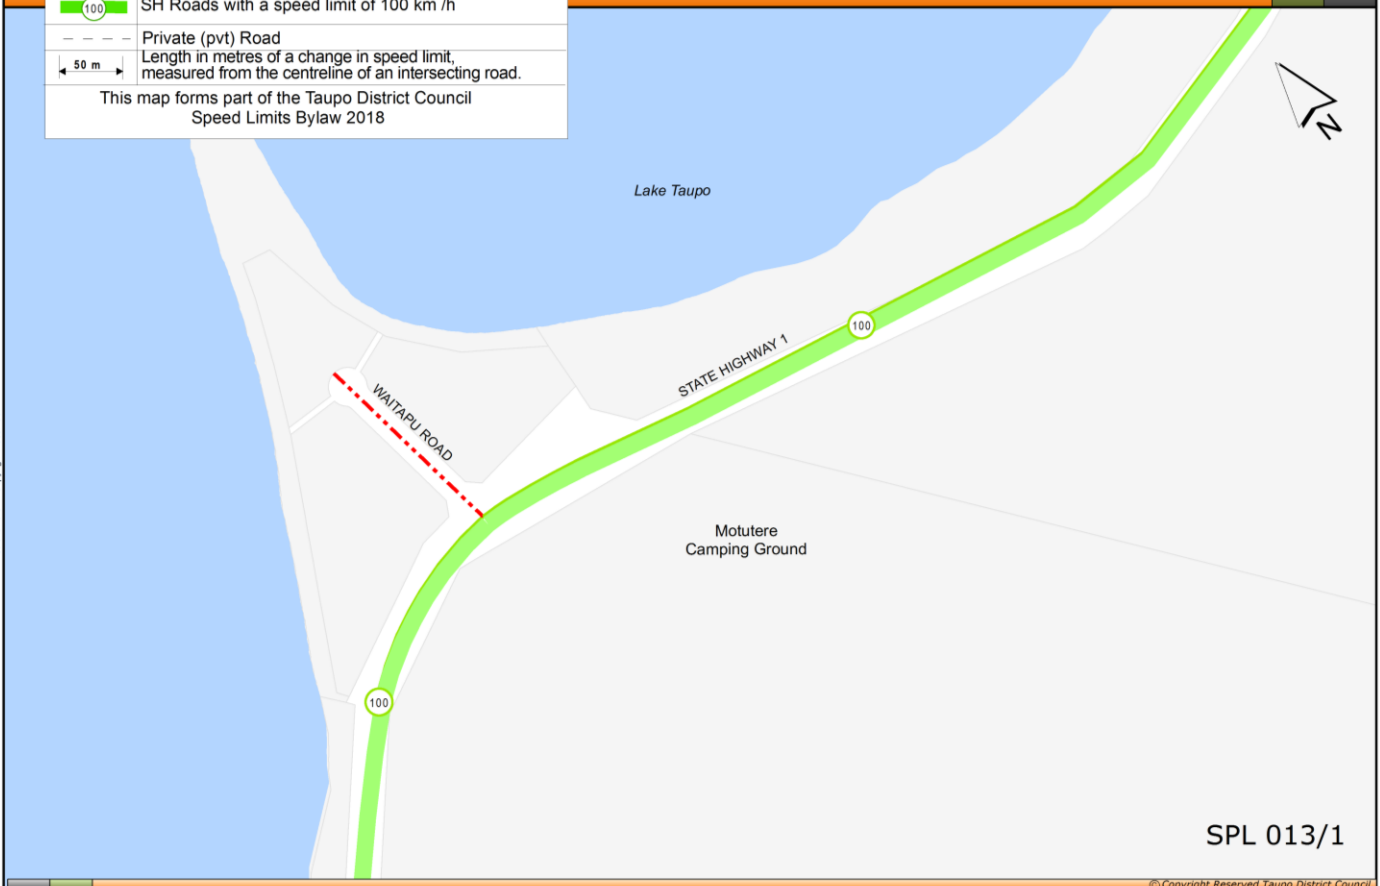 100
SH Roads with a speed limit of 100 km /h
Private (pvt) Road
50 m
Length in metres of a change in speed limit,
measured from the centreline of an intersecting road.
This map forms part of the Taupo District Council
Speed Limits Bylaw 2018
N
Lake Taupo
100
STATE HIGHWAY 1
WAITAPU ROAD
Motutere
Camping Ground
100
SPL 013/1
© Copyright Reserved Taupo District Council